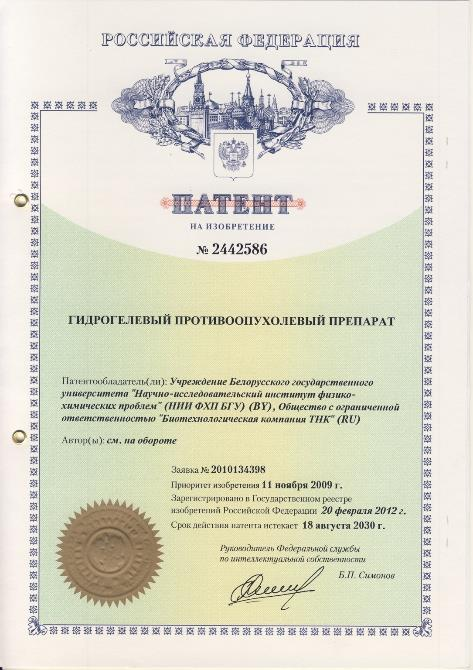 РОССИЙСКАЯ ФЕДЕРАЦИЯ
ПАТЕНТ
НА ИЗОБРЕТЕНИЕ
№ 2442586
ГИДРОГЕЛЕВЫЙ ПРОТИВООПУХОЛЕВЫЙ ПРЕПАРАТ
Патентообладатель(ли): Учреждение Белорусского государственного
университета "Научно-исследовательский институт физико-
химических проблем" (НИИ ФХП БГУ) (BY), Общество с ограниченной
ответственностью "Биотехнологическая компания ТНК" (RU)
Автор(ы): см. на обороте
Заявка № 2010134398
Приоритет изобретения 11 ноября 2009 г.
Зарегистрировано в Государственном реестре
изобретений Российской Федерации 20 февраля 2012 г.
Срок действия патента истекает 18 августа 2030 г.
Руководитель Федеральной службы
по интеллектуальной собственности
Б.П. Симонов